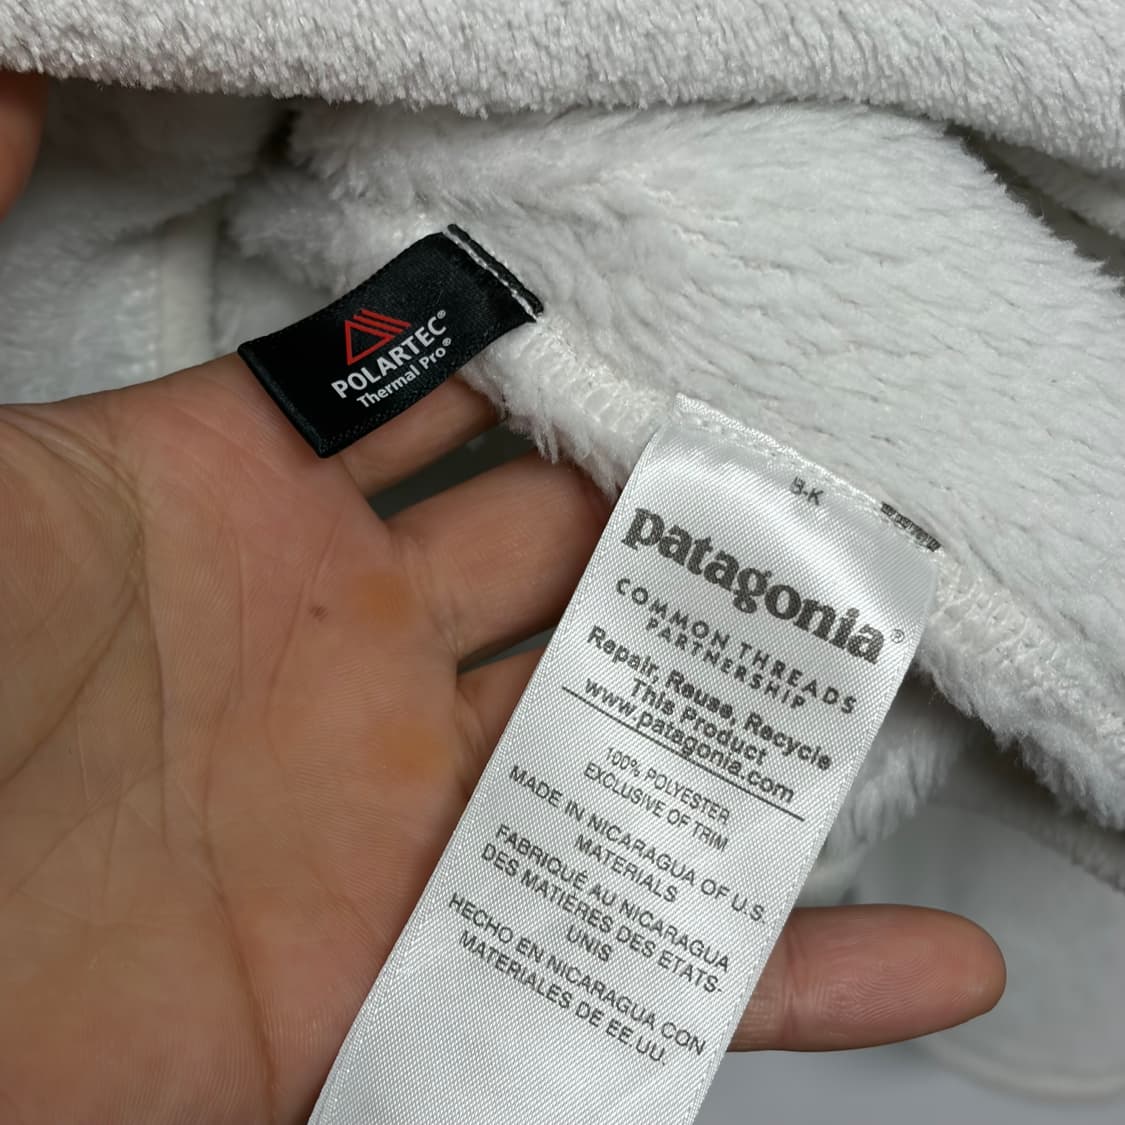 POLARTEC®
Thermal Pro®
patagonia®
COMMON THREADS
PARTNERSHIP
Repair, Reuse, Recycle
This Product
www.patagonia.com
100% POLYESTER
EXCLUSIVE OF TRIM
MADE IN NICARAGUA OF U.S.
MATERIALS
FABRIQUÉ AU NICARAGUA
DES MATIÈRES DES ETATS-
UNIS
HECHO EN NICARAGUA CON
MATERIALES DE EE.UU.